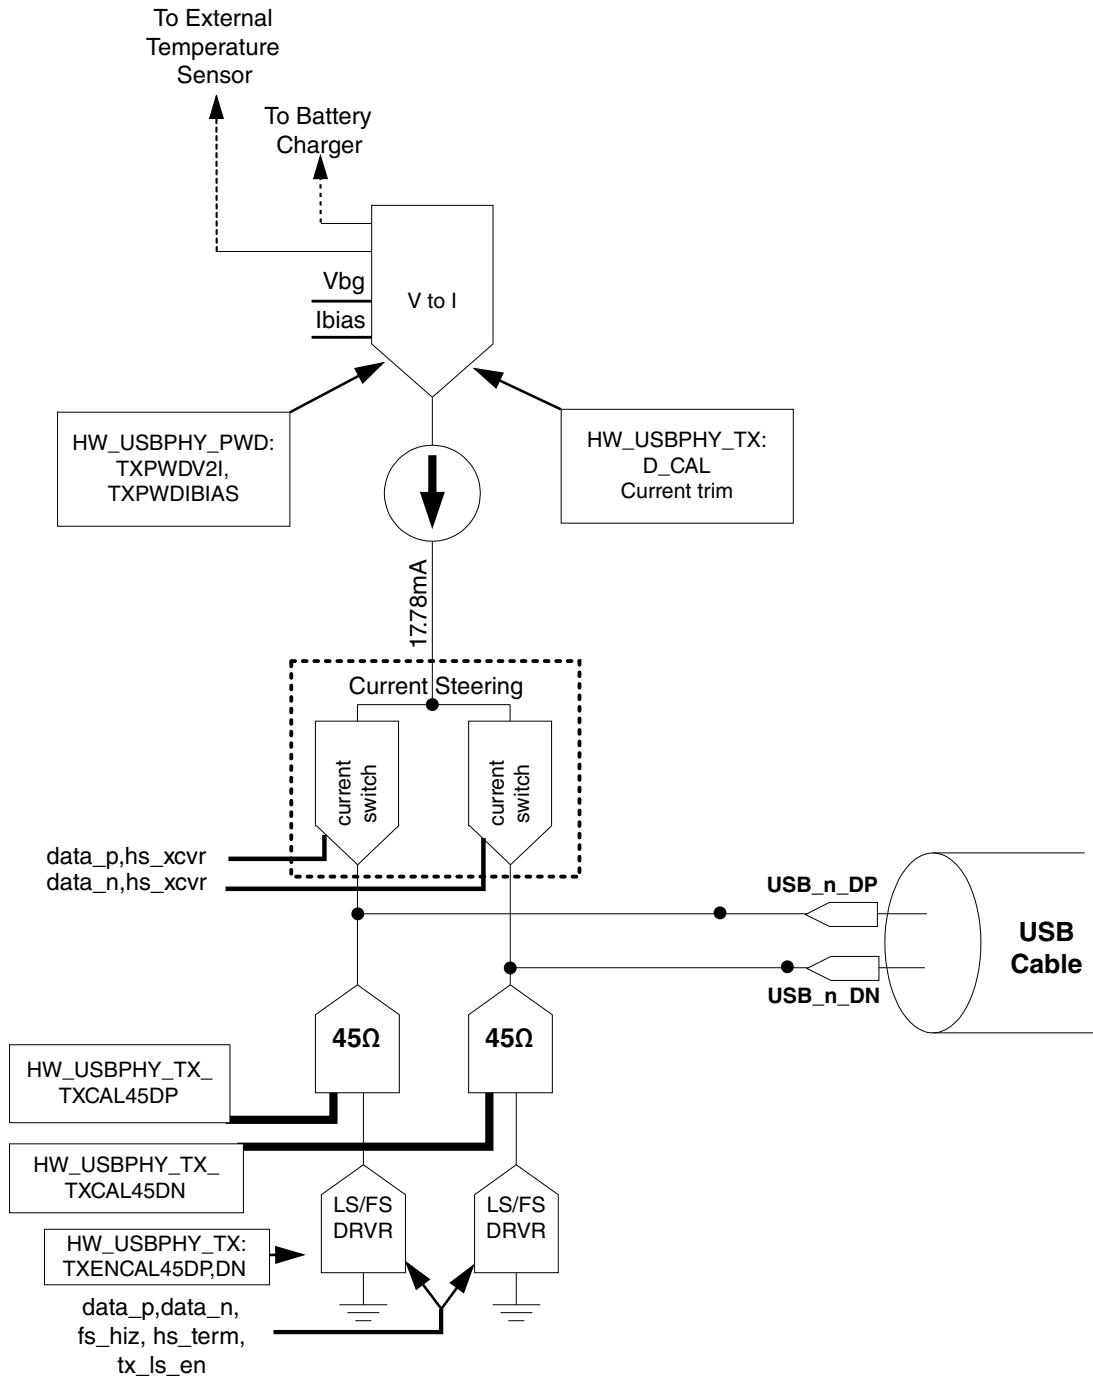 To External
Temperature
Sensor
To Battery
Charger
Vbg
Ibias
V to I
HW_USBPHY_PWD:
TXPWDV2I,
TXPWDIBIAS
HW_USBPHY_TX:
D_CAL
Current trim
17.78mA
Current Steering
current
switch
current
switch
data_p,hs_xcvr
data_n,hs_xcvr
USB_n_DP
USB
Cable
USB_n_DN
45Ω
45Ω
HW_USBPHY_TX_
TXCAL45DP
HW_USBPHY_TX_
TXCAL45DN
LS/FS
DRVR
LS/FS
DRVR
HW_USBPHY_TX:
TXENCAL45DP,DN
data_p,data_n,
fs_hiz, hs_term,
tx_ls_en